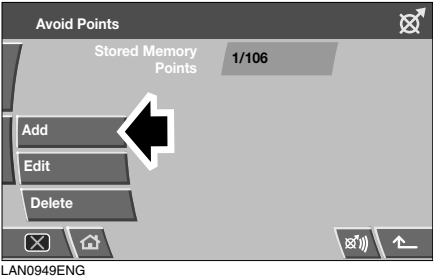 Avoid Points
Stored Memory
Points
1/106
Add
Edit
Delete
LAN0949ENG